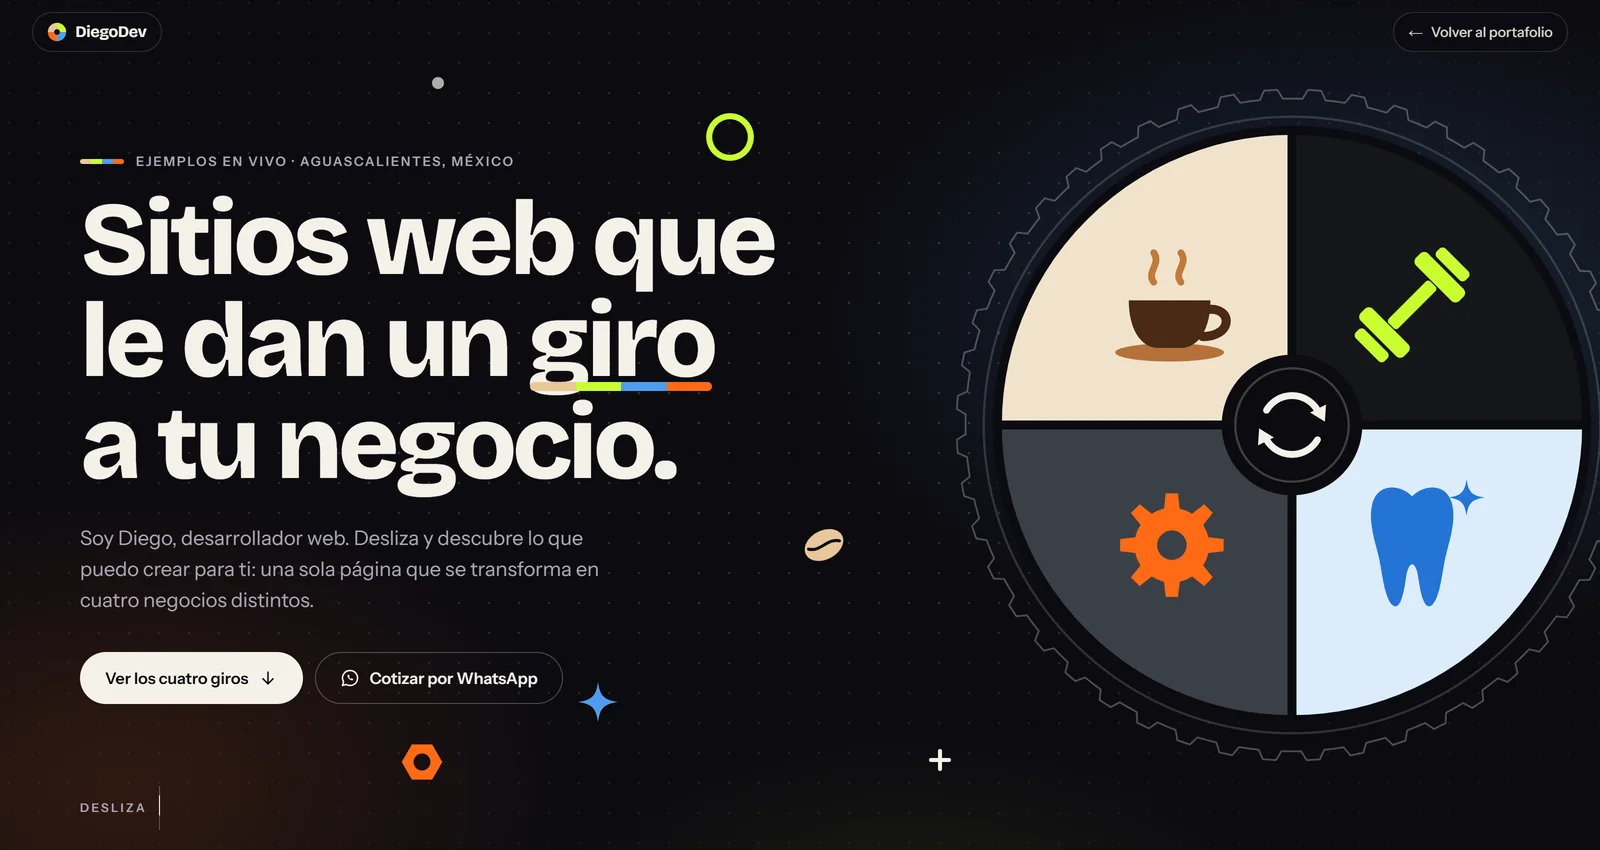 DiegoDev
← Volver al portafolio
EJEMPLOS EN VIVO · AGUASCALIENTES, MÉXICO
Sitios web que
le dan un giro
a tu negocio.
Soy Diego, desarrollador web. Desliza y descubre lo que
puedo crear para ti: una sola página que se transforma en
cuatro negocios distintos.
Ver los cuatro giros ↓
Cotizar por WhatsApp
DESLIZA